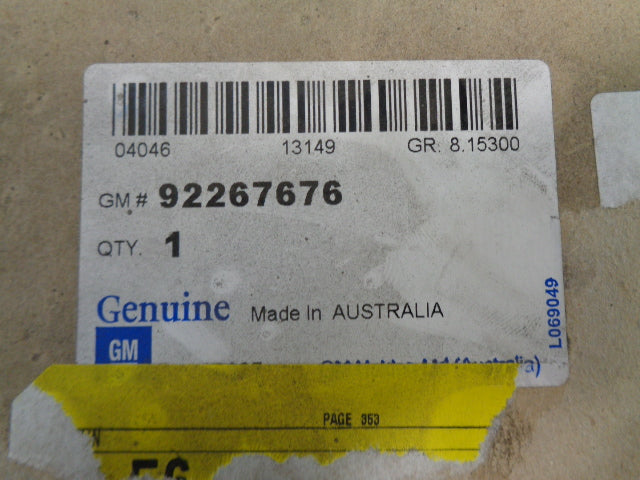 04046 13149 GR: 8.15300
GM # 92267676
QTY. 1
Genuine Made In AUSTRALIA
GM
L069049
PAGE 353